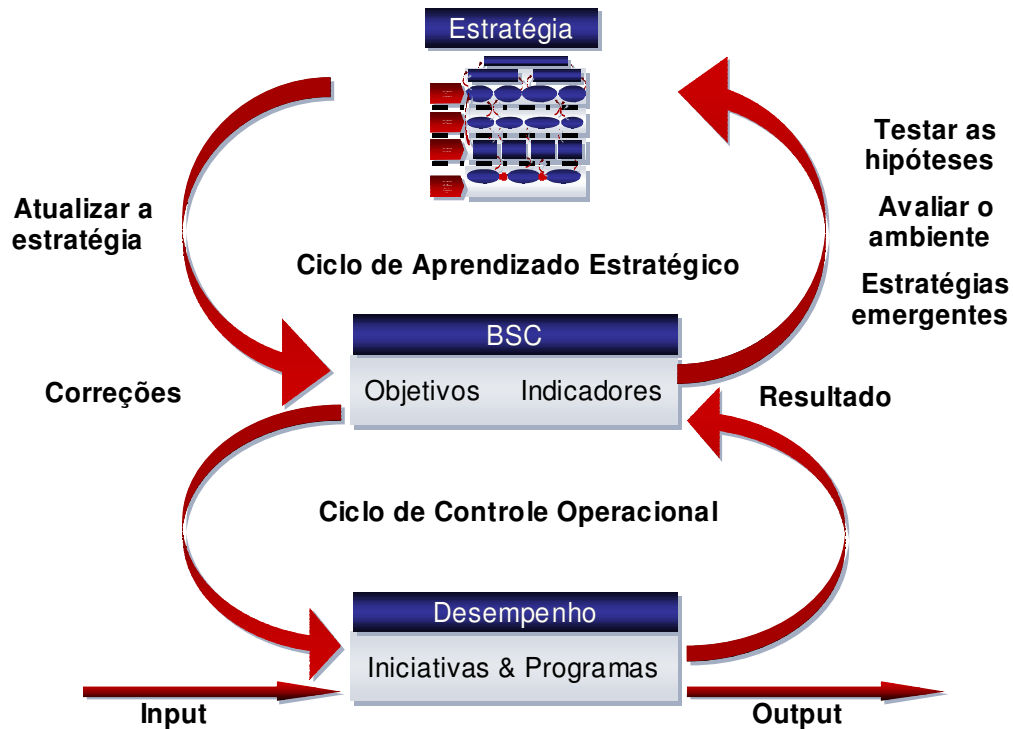 Estratégia
Testar as
hipóteses
Atualizar a
estratégia
Avaliar o
ambiente
Ciclo de Aprendizado Estratégico
Estratégias
emergentes
BSC
Objetivos Indicadores
Correções
Resultado
Ciclo de Controle Operacional
Desempenho
Iniciativas & Programas
Input
Output